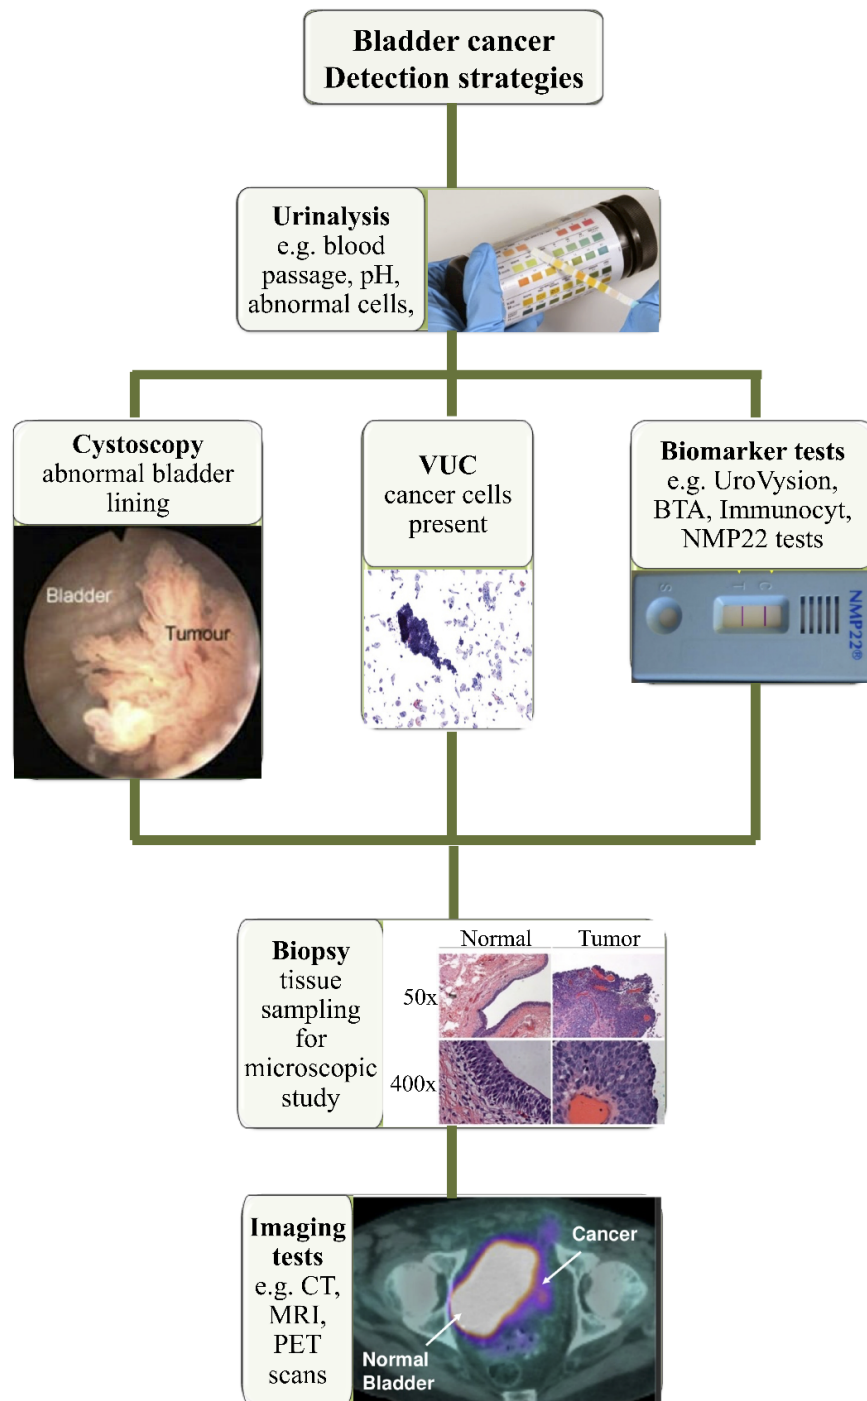 Bladder cancer
Detection strategies
Urinalysis
e.g. blood
passage, pH,
abnormal cells,
Cystoscopy
abnormal bladder
lining
Bladder
Tumour
VUC
cancer cells
present
Biomarker tests
e.g. UroVysion,
BTA, Immunocyt,
NMP22 tests
S
T
C
NMP22®
Biopsy
tissue
sampling
for
microscopic
study
Normal
Tumor
50x
400x
Imaging
tests
e.g. CT,
MRI,
PET
scans
Cancer
Normal
Bladder